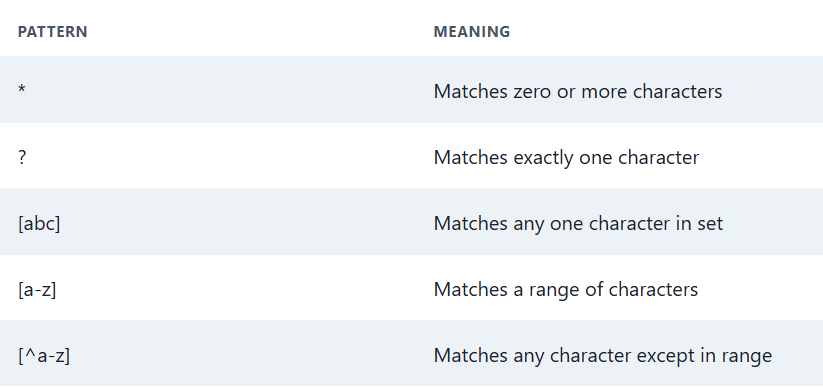 PATTERN MEANING
* Matches zero or more characters
? Matches exactly one character
[abc] Matches any one character in set
[a-z] Matches a range of characters
[^a-z] Matches any character except in range